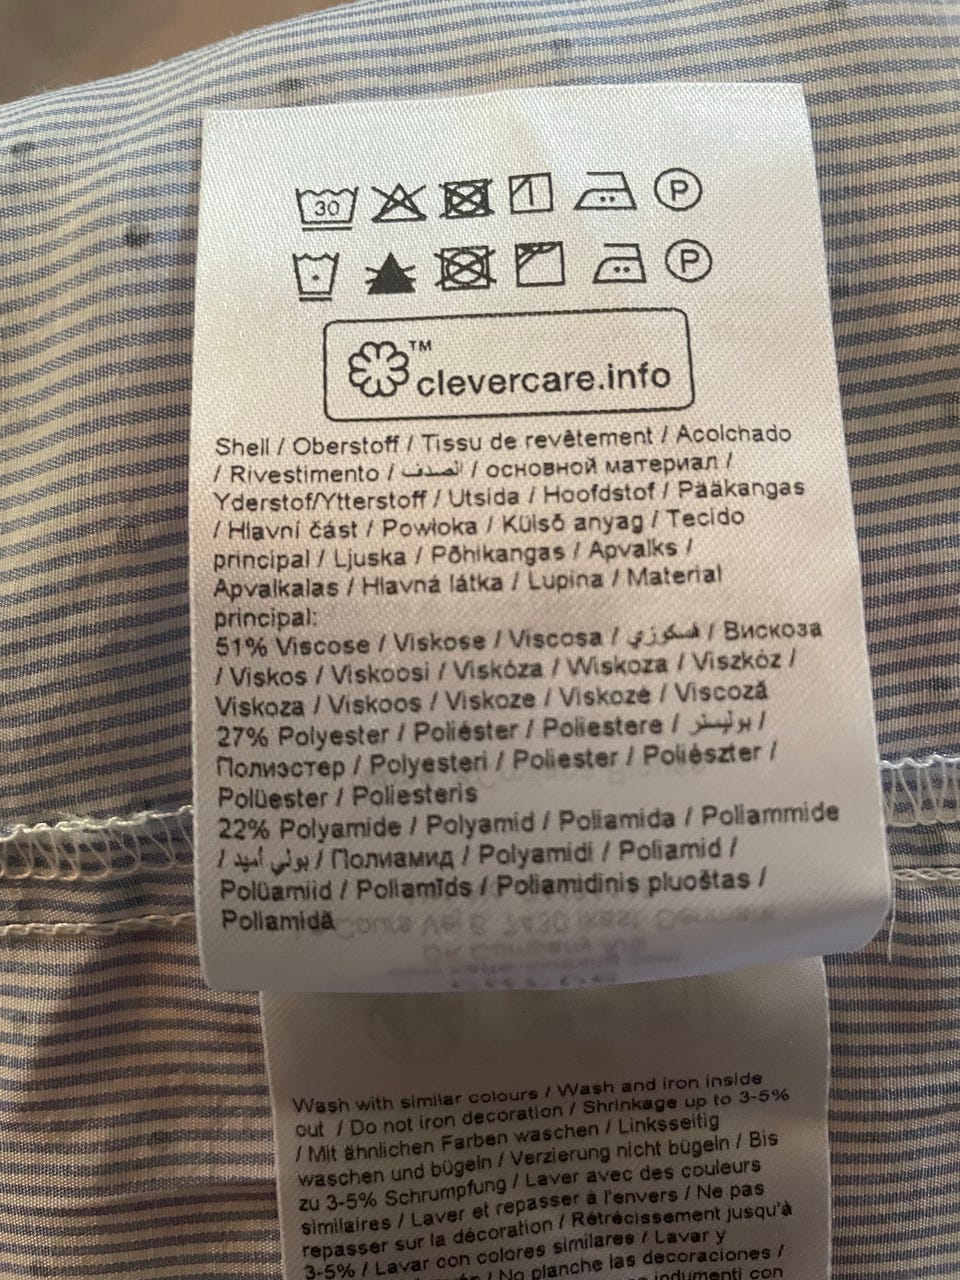 30 P
P
™
clevercare.info
Shell / Oberstoff / Tissu de revêtement / Acolchado
/ Rivestimento / الصدف / основной материал /
Yderstof/Ytterstoff / Utsida / Hoofdstof / Pääkangas
/ Hlavní část / Powłoka / Külső anyag / Tecido
principal / Ljuska / Põhikangas / Apvalks /
Apvalkalas / Hlavná látka / Lupina / Material
principal:
51% Viscose / Viskose / Viscosa / فسكوزي / Вискоза
/ Viskos / Viskoosi / Viskóza / Wiskoza / Viszkóz /
Viskoza / Viskoos / Viskoze / Viskozė / Viscoză
27% Polyester / Poliéster / Poliestere / بوليستر /
Полиэстер / Polyesteri / Poliester / Poliészter /
Polüester / Poliesteris
22% Polyamide / Polyamid / Poliamida / Poliammide
/ بولي أميد / Полиамид / Polyamidi / Poliamid /
Polüamiid / Poliamīds / Poliamidinis pluoštas /
Poliamidă
Wash with similar colours / Wash and iron inside
out / Do not iron decoration / Shrinkage up to 3-5%
/ Mit ähnlichen Farben waschen / Linksseitig
waschen und bügeln / Verzierung nicht bügeln / Bis
zu 3-5% Schrumpfung / Laver avec des couleurs
similaires / Laver et repasser à l'envers / Ne pas
repasser sur la décoration / Rétrécissement jusqu'à
3-5% / Lavar con colores similares / Lavar y
/ No planche las decoraciones /
indumenti con